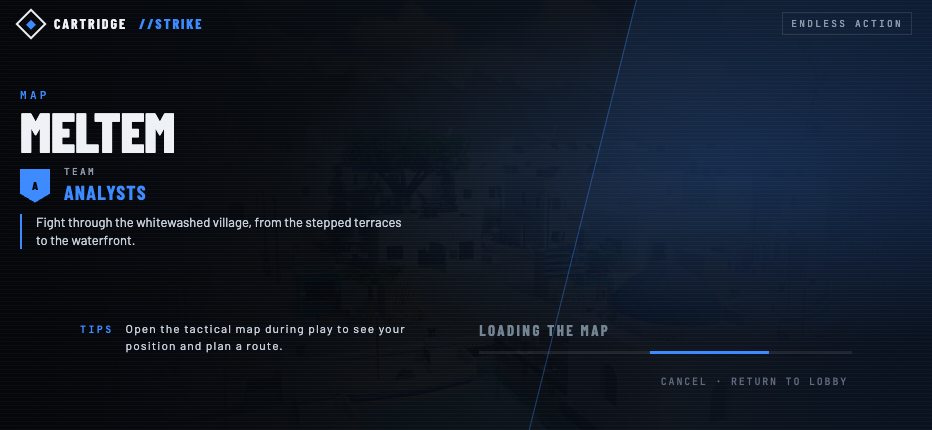 CARTRIDGE //STRIKE
ENDLESS ACTION
MAP
MELTEM
A
TEAM
ANALYSTS
Fight through the whitewashed village, from the stepped terraces
to the waterfront.
TIPS Open the tactical map during play to see your
position and plan a route.
LOADING THE MAP
CANCEL · RETURN TO LOBBY